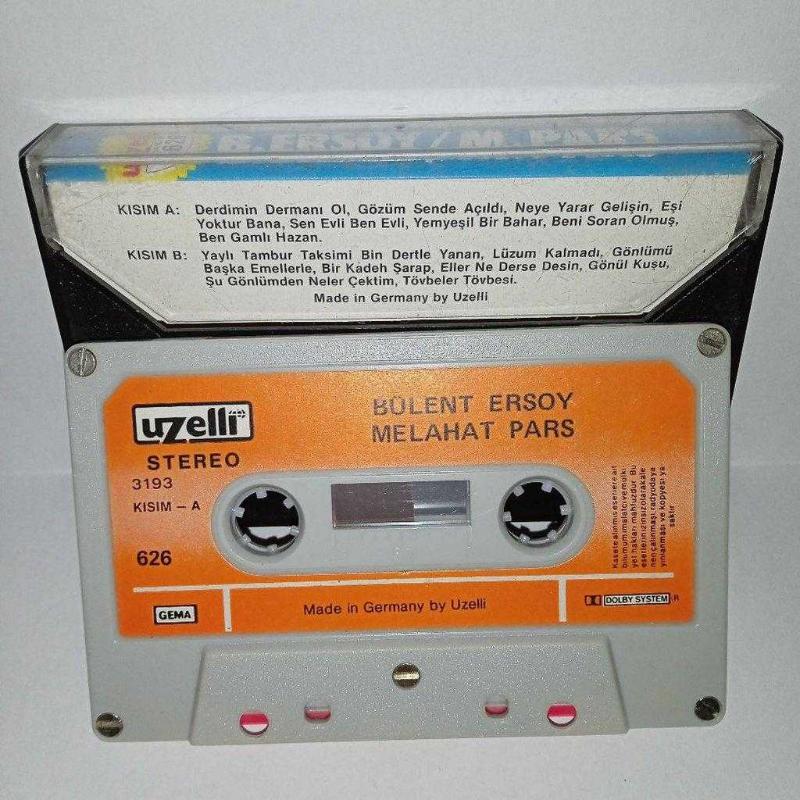 626
B. ERSOY / M. PARS
KISIM A: Derdimin Dermanı Ol, Gözüm Sende Açıldı, Neye Yarar Gelişin, Eşi
Yoktur Bana, Sen Evli Ben Evli, Yemyeşil Bir Bahar, Beni Soran Olmuş,
Ben Gamlı Hazan.
KISIM B: Yaylı Tambur Taksimi Bin Dertle Yanan, Lüzum Kalmadı, Gönlümü
Başka Emellerle, Bir Kadeh Şarap, Eller Ne Derse Desin, Gönül Kuşu,
Şu Gönlümden Neler Çektim, Tövbeler Tövbesi.
Made in Germany by Uzelli
uzelli
STEREO
3193
KISIM – A
626
BÜLENT ERSOY
MELAHAT PARS
GEMA
Made in Germany by Uzelli
DOLBY SYSTEM R